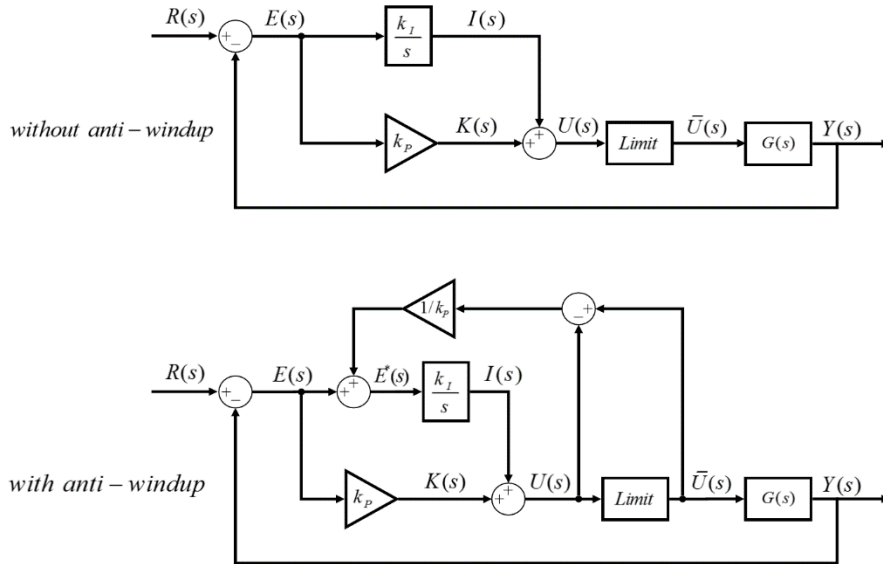 R(s) E(s) k_I/s I(s)
+ −
without anti − windup
k_P K(s) + + U(s) Limit Ū(s) G(s) Y(s)
1/k_P − +
R(s) E(s) + + E*(s) k_I/s I(s)
+ −
with anti − windup
k_P K(s) + + U(s) Limit Ū(s) G(s) Y(s)